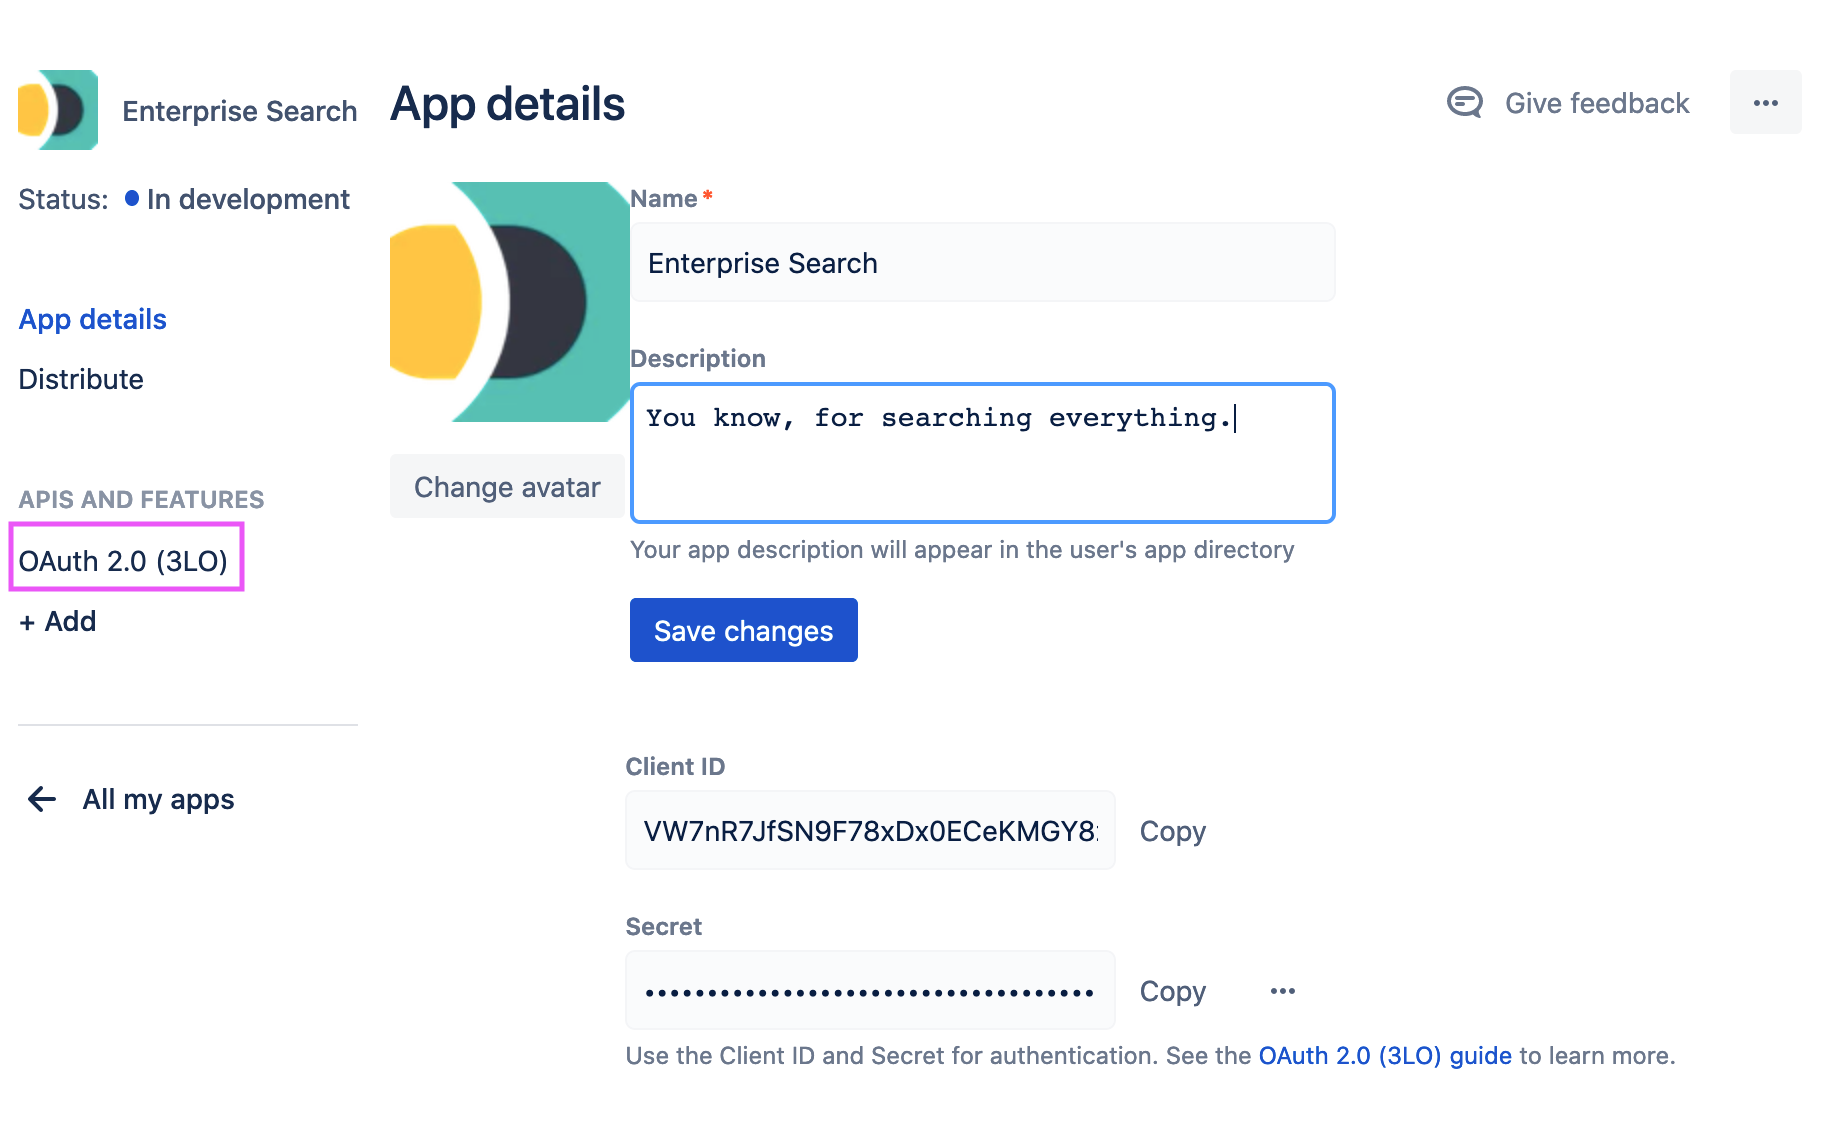 Enterprise Search
Status: In development
App details
Distribute
APIS AND FEATURES
OAuth 2.0 (3LO)
+ Add
All my apps
App details
Give feedback
Change avatar
Name *
Enterprise Search
Description
You know, for searching everything.
Your app description will appear in the user's app directory
Save changes
Client ID
VW7nR7JfSN9F78xDx0ECeKMGY8
Copy
Secret
••••••••••••••••••••••••••••••••••••
Copy
Use the Client ID and Secret for authentication. See the OAuth 2.0 (3LO) guide to learn more.